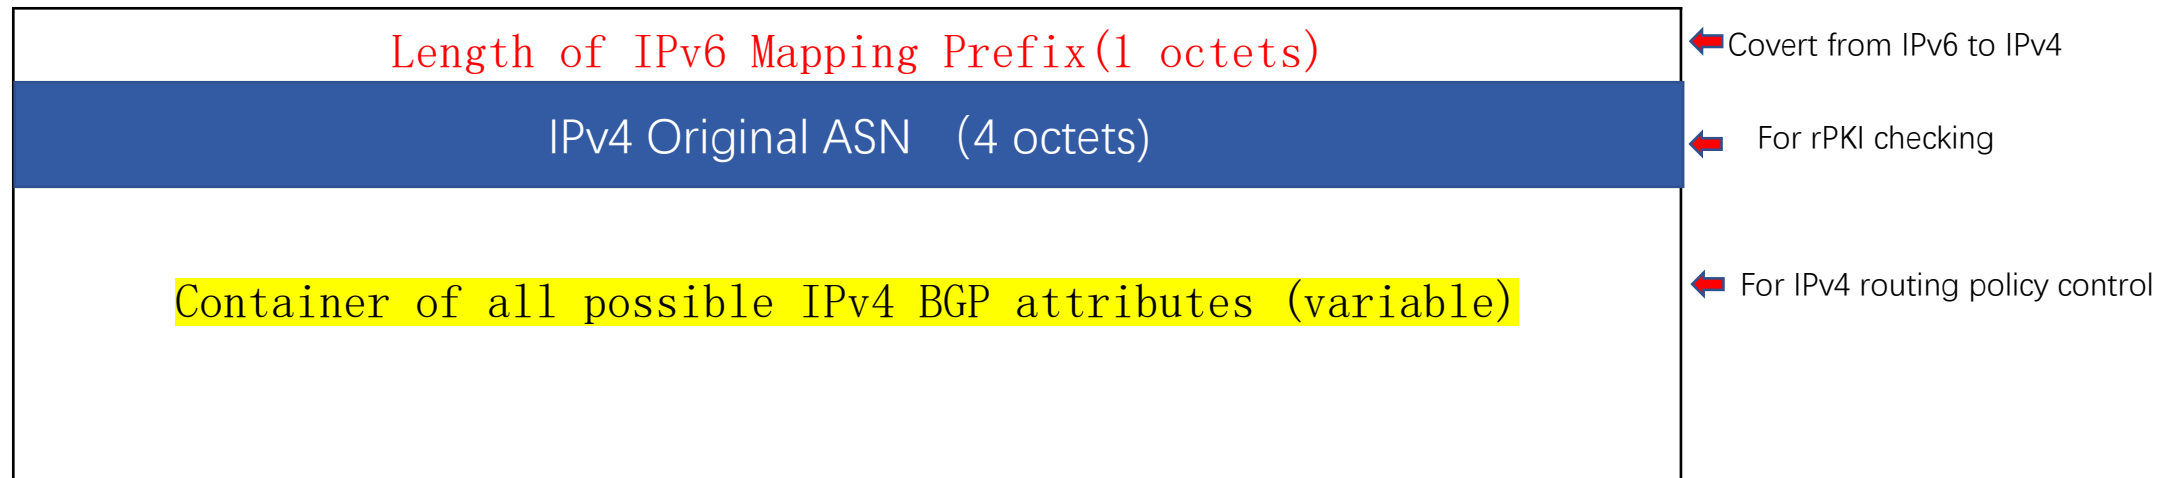 Length of IPv6 Mapping Prefix(1 octets)
Covert from IPv6 to IPv4
IPv4 Original ASN (4 octets)
For rPKI checking
Container of all possible IPv4 BGP attributes (variable)
For IPv4 routing policy control